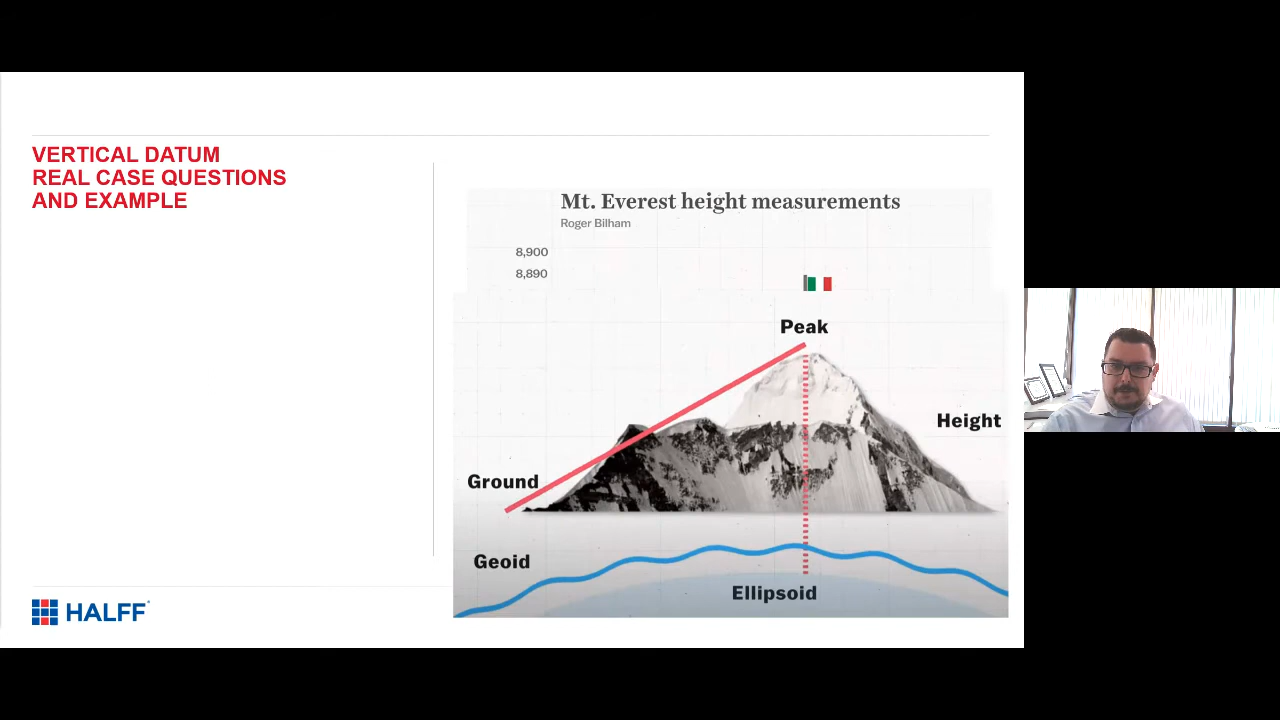 VERTICAL DATUM
REAL CASE QUESTIONS
AND EXAMPLE
Mt. Everest height measurements
Roger Bilham
8,900
8,890
Peak
Height
Ground
Geoid
Ellipsoid
HALFF